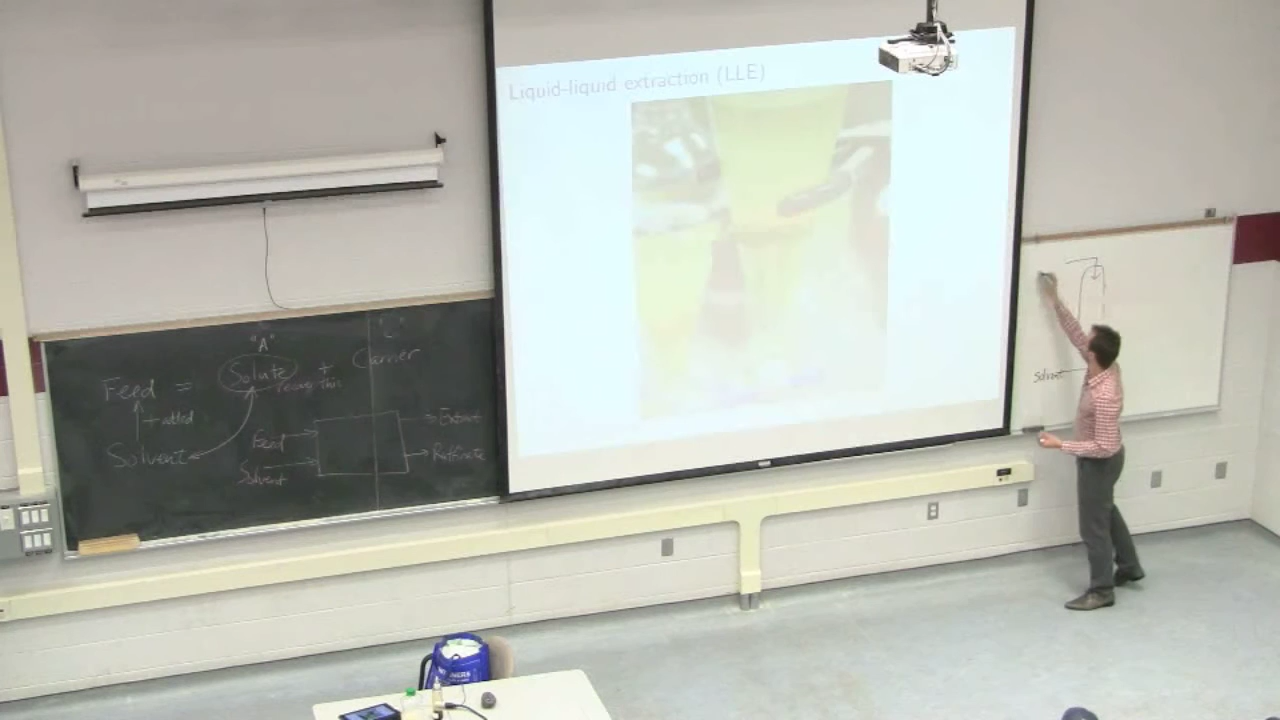 Liquid-liquid extraction (LLE)
"A"
"C"
Feed = Solute + Carrier
recover this
+ added
Solvent
Feed
Solvent
Extract
Raffinate
Solvent